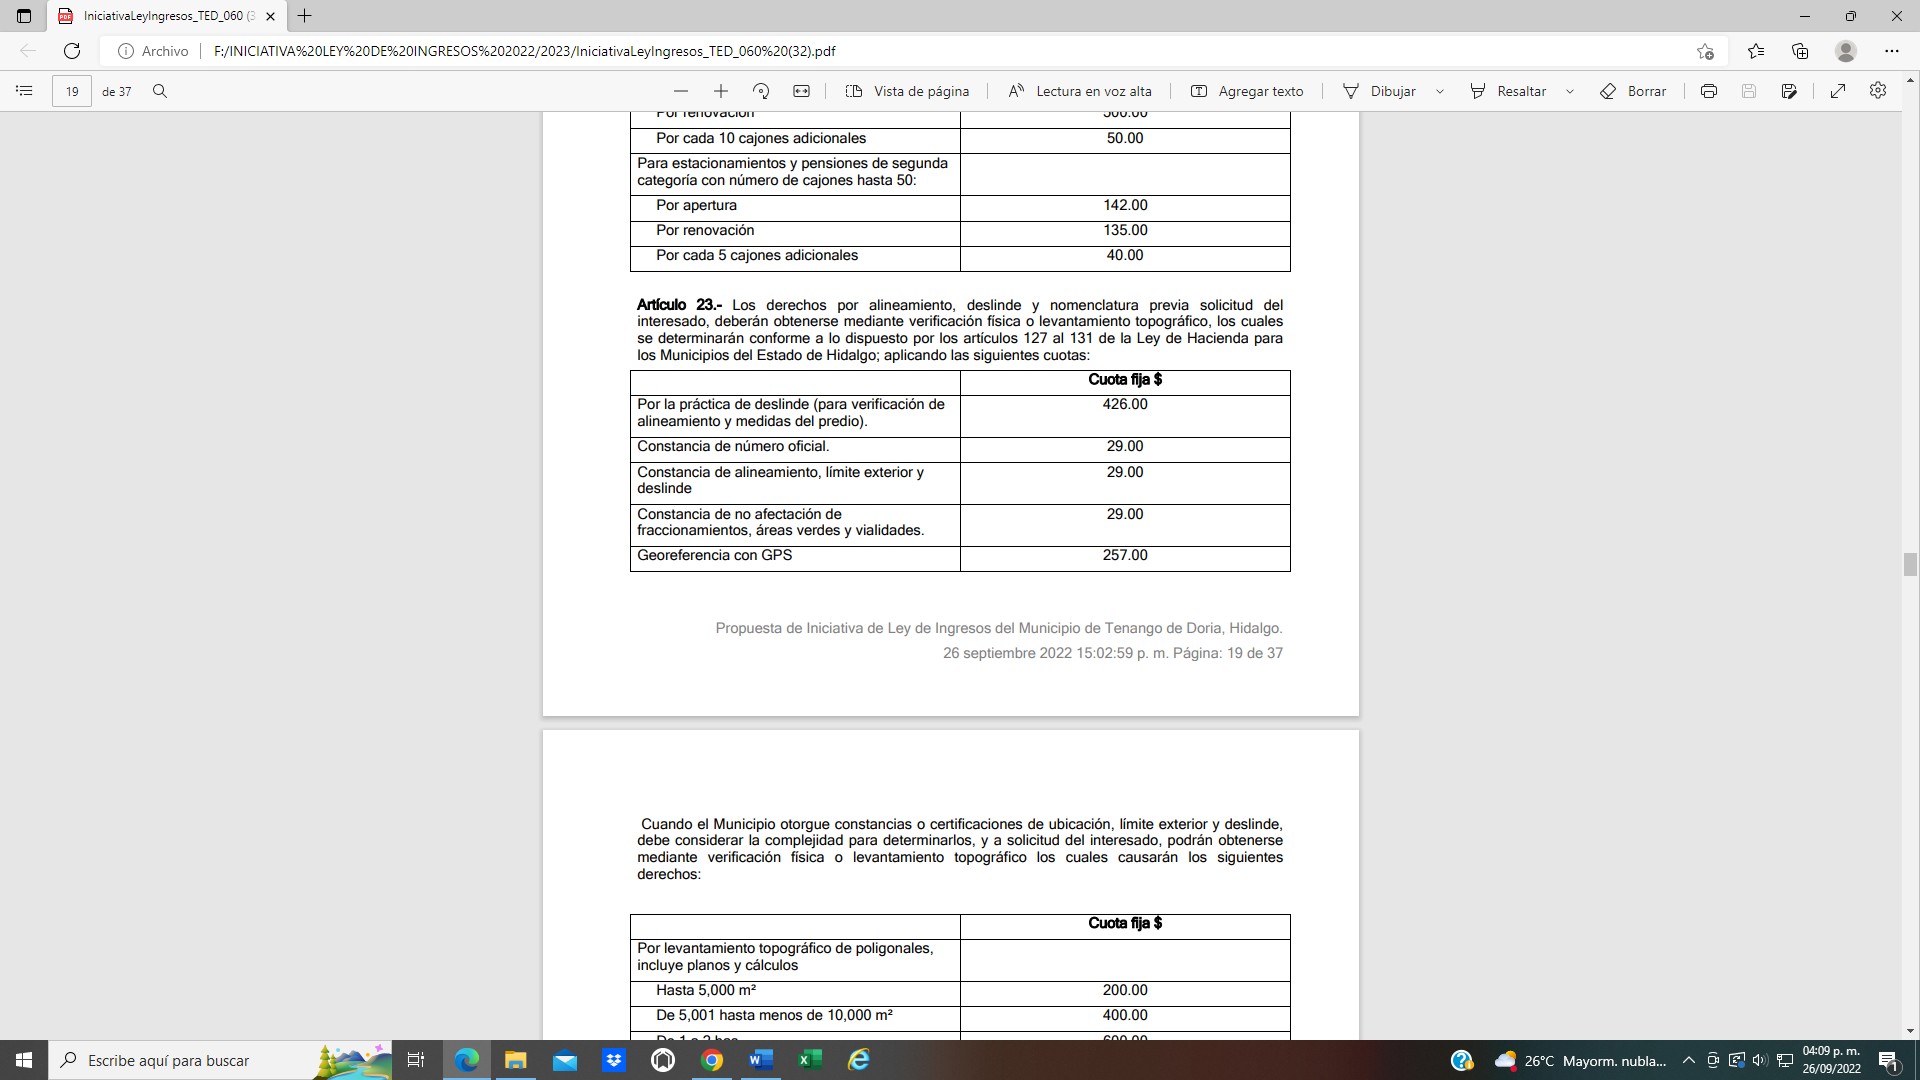 IniciativaLeyIngresos_TED_060 (3
Archivo
F:/INICIATIVA%20LEY%20DE%20INGRESOS%202022/2023/IniciativaLeyIngresos_TED_060%20(32).pdf
19 de 37
Vista de página
Lectura en voz alta
Agregar texto
Dibujar
Resaltar
Borrar
Por renovación 500.00
Por cada 10 cajones adicionales 50.00
Para estacionamientos y pensiones de segunda
categoría con número de cajones hasta 50:
Por apertura 142.00
Por renovación 135.00
Por cada 5 cajones adicionales 40.00
Artículo 23.- Los derechos por alineamiento, deslinde y nomenclatura previa solicitud del
interesado, deberán obtenerse mediante verificación física o levantamiento topográfico, los cuales
se determinarán conforme a lo dispuesto por los artículos 127 al 131 de la Ley de Hacienda para
los Municipios del Estado de Hidalgo; aplicando las siguientes cuotas:
Cuota fija $
Por la práctica de deslinde (para verificación de 426.00
alineamiento y medidas del predio).
Constancia de número oficial. 29.00
Constancia de alineamiento, límite exterior y 29.00
deslinde
Constancia de no afectación de 29.00
fraccionamientos, áreas verdes y vialidades.
Georeferencia con GPS 257.00
Propuesta de Iniciativa de Ley de Ingresos del Municipio de Tenango de Doria, Hidalgo.
26 septiembre 2022 15:02:59 p. m. Página: 19 de 37
Cuando el Municipio otorgue constancias o certificaciones de ubicación, límite exterior y deslinde,
debe considerar la complejidad para determinarlos, y a solicitud del interesado, podrán obtenerse
mediante verificación física o levantamiento topográfico los cuales causarán los siguientes
derechos:
Cuota fija $
Por levantamiento topográfico de poligonales,
incluye planos y cálculos
Hasta 5,000 m² 200.00
De 5,001 hasta menos de 10,000 m² 400.00
De 1 a 2 has 600.00
Escribe aquí para buscar
26°C Mayorm. nubla...
04:09 p. m.
26/09/2022
1